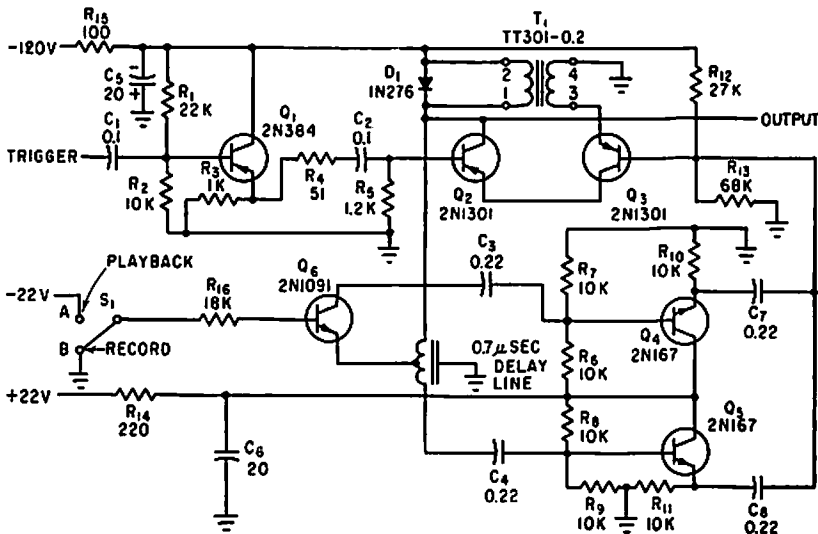 R15
100
-120V
C5
20
R1
22K
C1
0.1
TRIGGER
R2
10K
Q1
2N384
R3
1K
R4
51
C2
0.1
R5
1.2K
T1
TT301-0.2
D1
1N276
2
1
4
3
R12
27K
OUTPUT
Q2
2N1301
Q3
2N1301
R13
68K
PLAYBACK
-22V
A
S1
B
RECORD
R16
18K
Q6
2N1091
C3
0.22
R7
10K
R10
10K
Q4
2N167
C7
0.22
0.7μSEC
DELAY
LINE
R6
10K
+22V
R14
220
C6
20
R8
10K
Q5
2N167
C4
0.22
R9
10K
R11
10K
C8
0.22